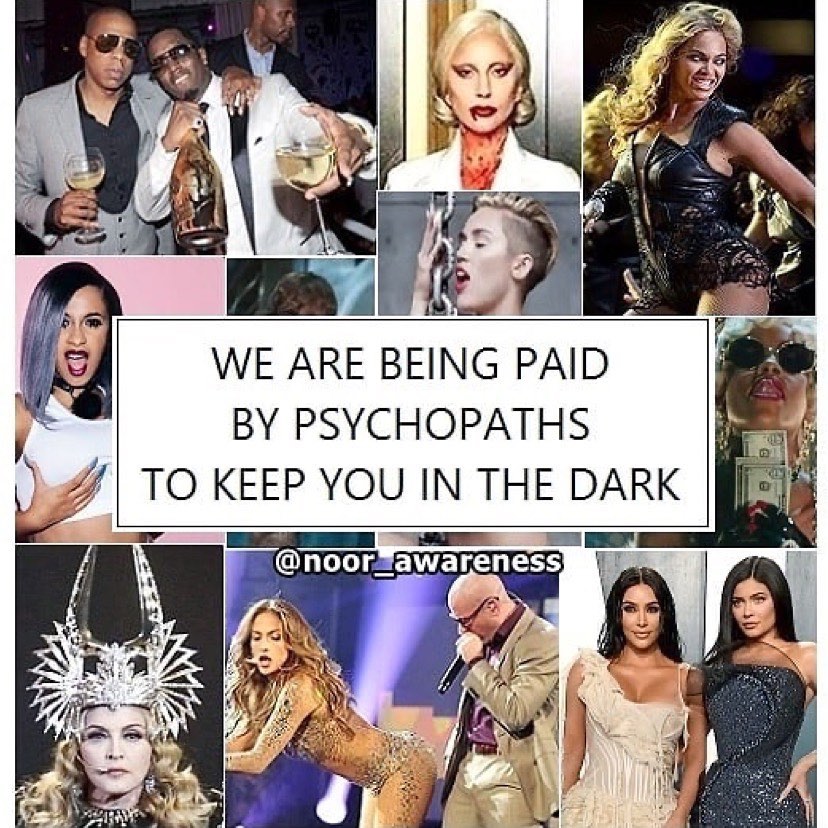 WE ARE BEING PAID
BY PSYCHOPATHS
TO KEEP YOU IN THE DARK
@noor_awareness